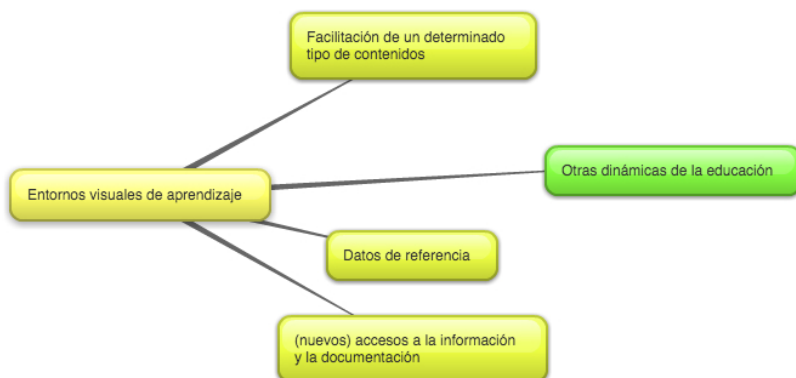 Facilitación de un determinado
tipo de contenidos
Otras dinámicas de la educación
Entornos visuales de aprendizaje
Datos de referencia
(nuevos) accesos a la información
y la documentación